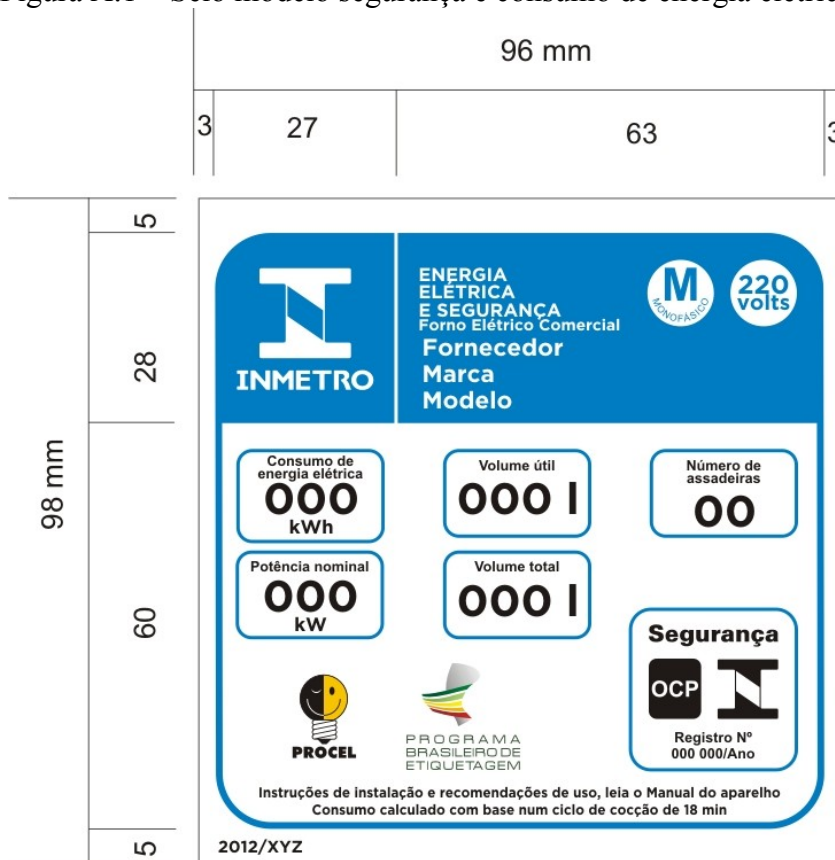 96 mm
3 27 63 3
5
28
98 mm
60
5
INMETRO
ENERGIA
ELÉTRICA
E SEGURANÇA
Forno Elétrico Comercial
Fornecedor
Marca
Modelo
M
MONOFÁSICO
220
volts
Consumo de
energia elétrica
000
kWh
Volume útil
000 l
Número de
assadeiras
00
Potência nominal
000
kW
Volume total
000 l
Segurança
OCP
Registro Nº
000 000/Ano
PROCEL
PROGRAMA
BRASILEIRO DE
ETIQUETAGEM
Instruções de instalação e recomendações de uso, leia o Manual do aparelho
Consumo calculado com base num ciclo de cocção de 18 min
2012/XYZ